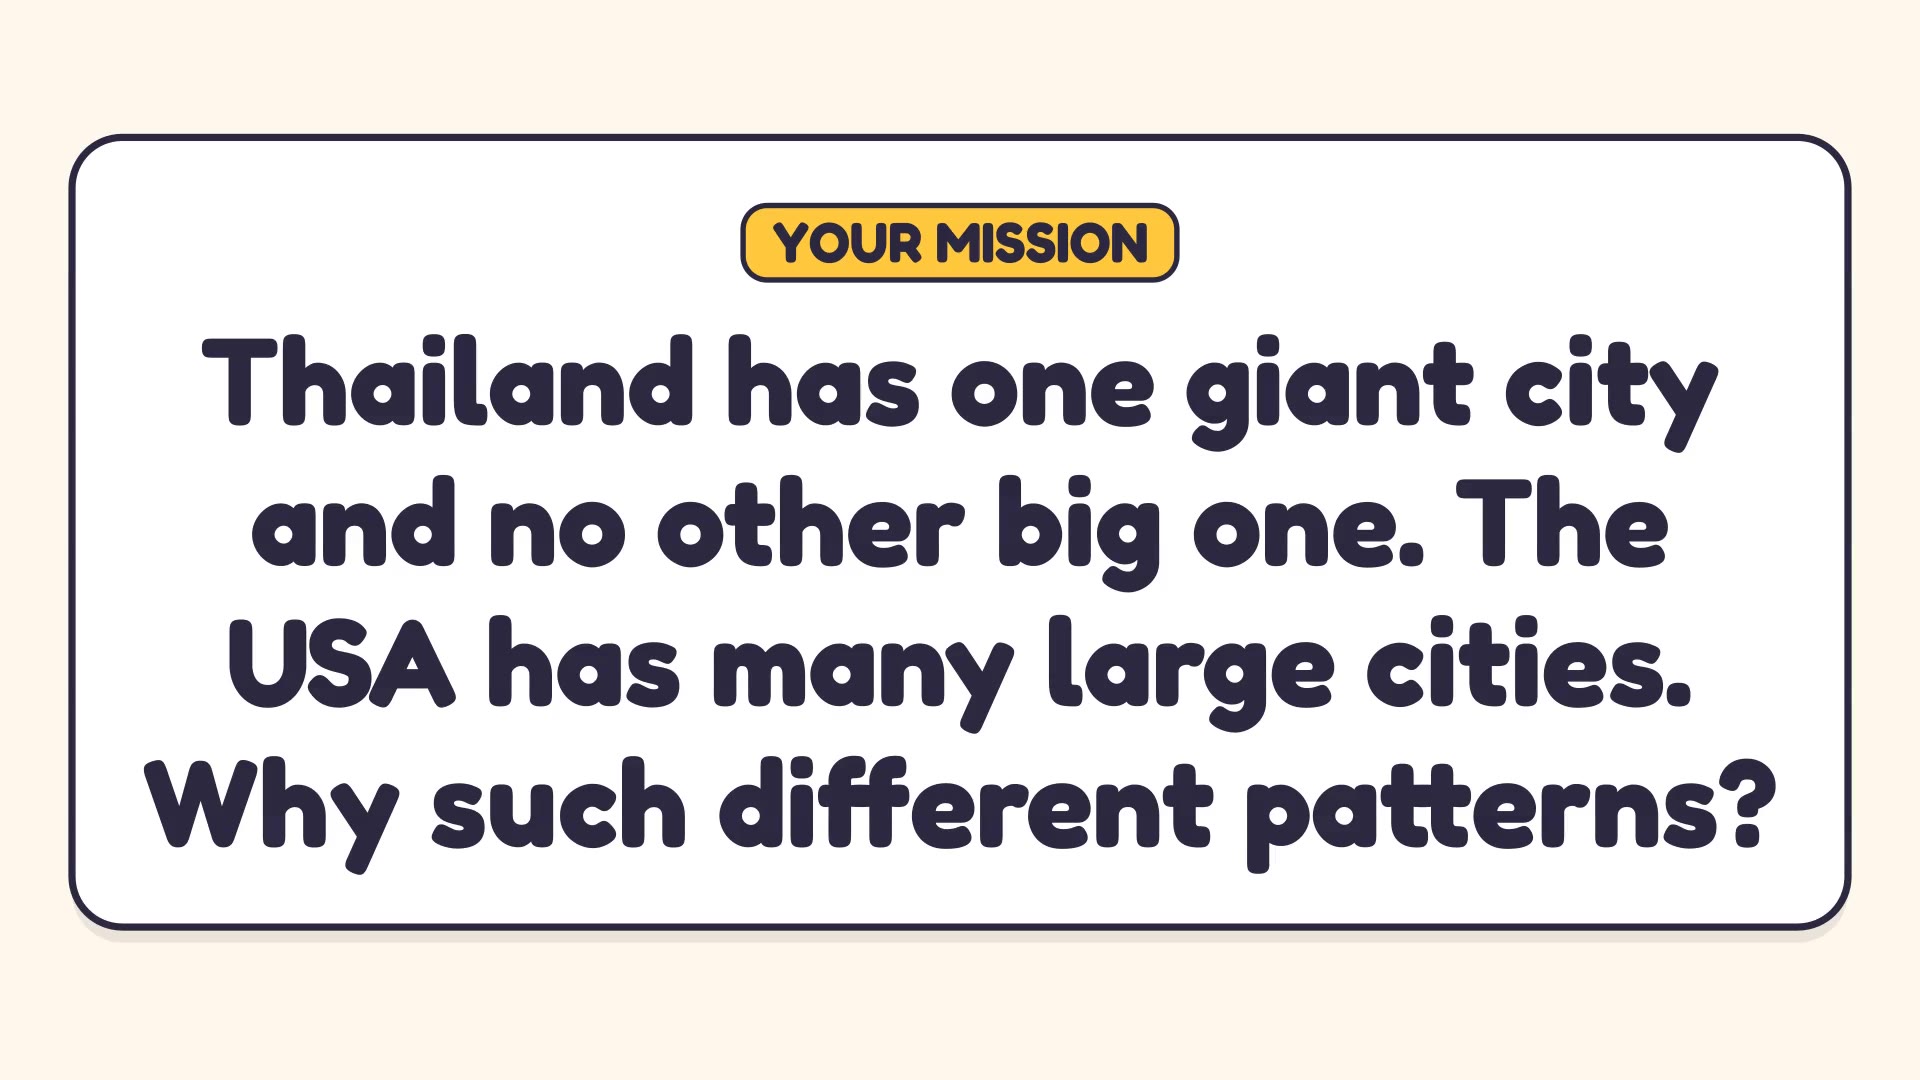 YOUR MISSION
Thailand has one giant city
and no other big one. The
USA has many large cities.
Why such different patterns?